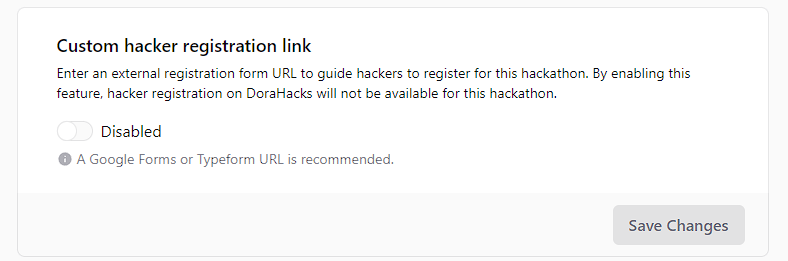 Custom hacker registration link
Enter an external registration form URL to guide hackers to register for this hackathon. By enabling this
feature, hacker registration on DoraHacks will not be available for this hackathon.
Disabled
A Google Forms or Typeform URL is recommended.
Save Changes